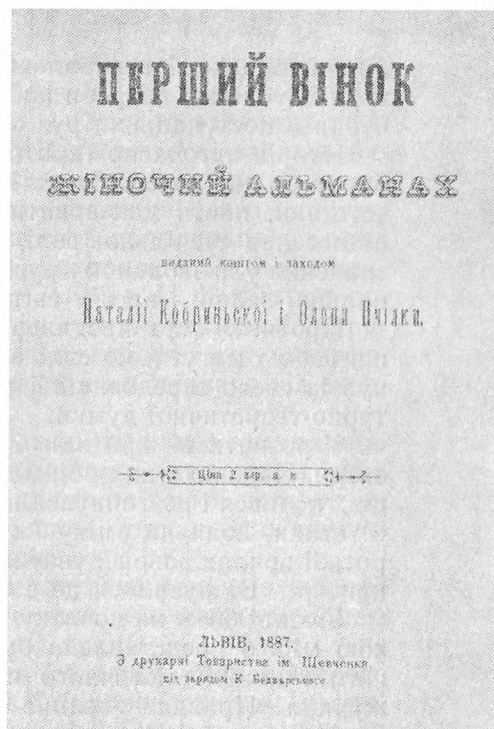 ПЕРШИЙ ВІНОК
ЖІНОЧИЙ АЛЬМАНАХ
виданий коштом і заходом
Наталії Кобриньскої і Олени Пчілки.
Ціна 2 зр. а. в.
ЛЬВІВ, 1887.
З друкарні Товариства ім. Шевченка
під зарядом К. Беднарского